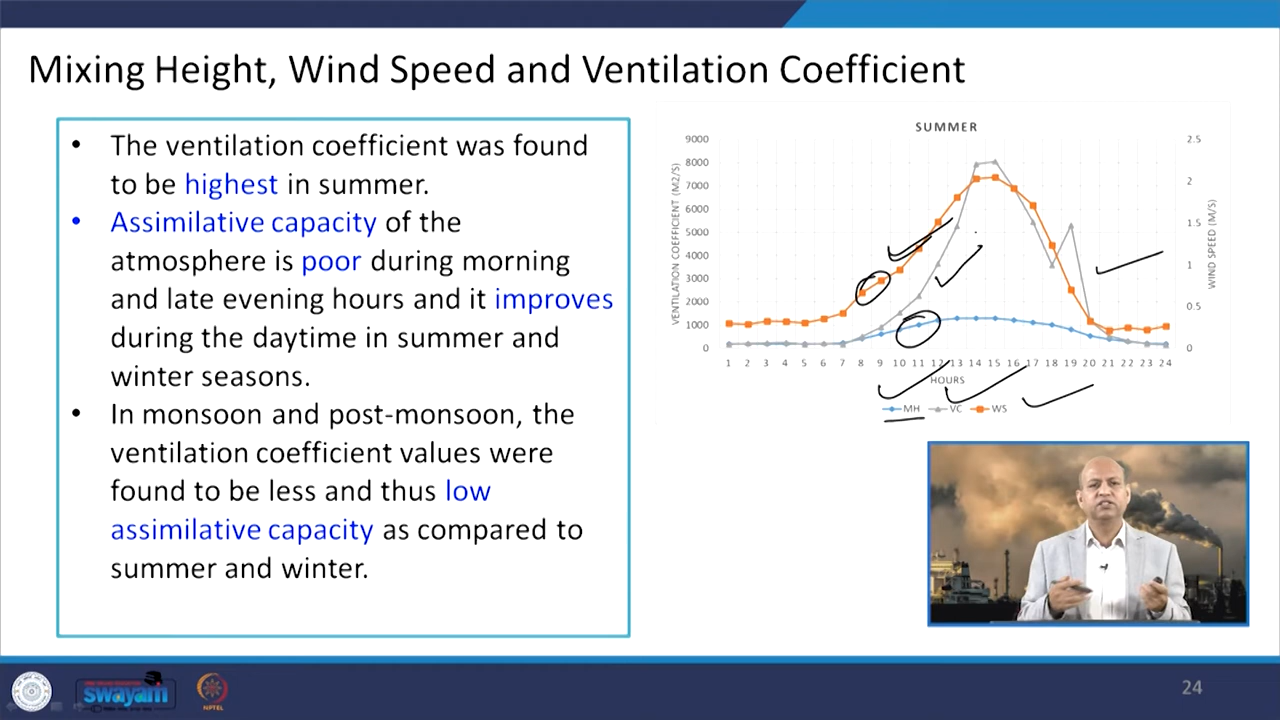 Mixing Height, Wind Speed and Ventilation Coefficient
• The ventilation coefficient was found
to be highest in summer.
• Assimilative capacity of the
atmosphere is poor during morning
and late evening hours and it improves
during the daytime in summer and
winter seasons.
• In monsoon and post-monsoon, the
ventilation coefficient values were
found to be less and thus low
assimilative capacity as compared to
summer and winter.
SUMMER
VENTILATION COEFFICIENT (M2/S)
9000
8000
7000
6000
5000
4000
3000
2000
1000
0
2.5
2
1.5
1
0.5
0
WIND SPEED (M/S)
1 2 3 4 5 6 7 8 9 10 11 12 13 14 15 16 17 18 19 20 21 22 23 24
HOURS
MH VC WS
swayam
NPTEL
24